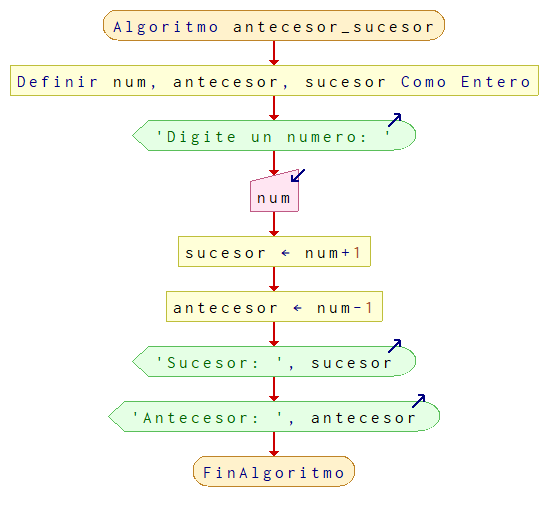 Algoritmo antecesor_sucesor
Definir num, antecesor, sucesor Como Entero
'Digite un numero: '
num
sucesor ← num+1
antecesor ← num-1
'Sucesor: ', sucesor
'Antecesor: ', antecesor
FinAlgoritmo